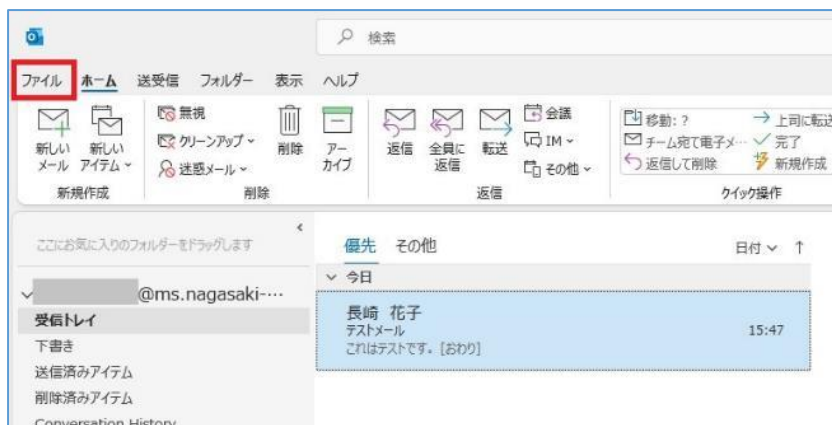 検索
ファイル ホーム 送受信 フォルダー 表示 ヘルプ
新しい
メール
新しい
アイテム
新規作成
無視
クリーンアップ
迷惑メール
削除
削除
アー
カイブ
返信
全員に
返信
転送
会議
IM
その他
返信
移動: ?
チーム宛て電子メ…
返信して削除
上司に転送
完了
新規作成
クイック操作
ここにお気に入りのフォルダーをドラッグします
@ms.nagasaki-…
受信トレイ
下書き
送信済みアイテム
削除済みアイテム
Conversation History
優先 その他
日付 ↑
今日
長崎 花子
テストメール 15:47
これはテストです。[おわり]